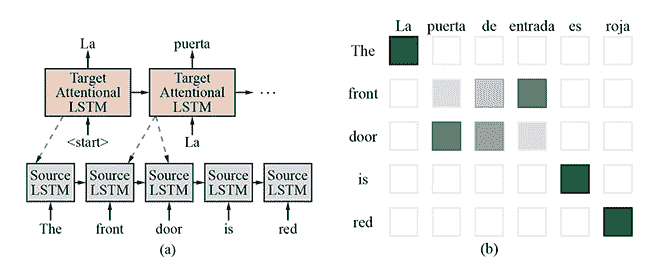 La puerta
Target Attentional LSTM
Target Attentional LSTM
...
<start> La
Source LSTM
Source LSTM
Source LSTM
Source LSTM
Source LSTM
The front door is red
(a)
La puerta de entrada es roja
The
front
door
is
red
(b)